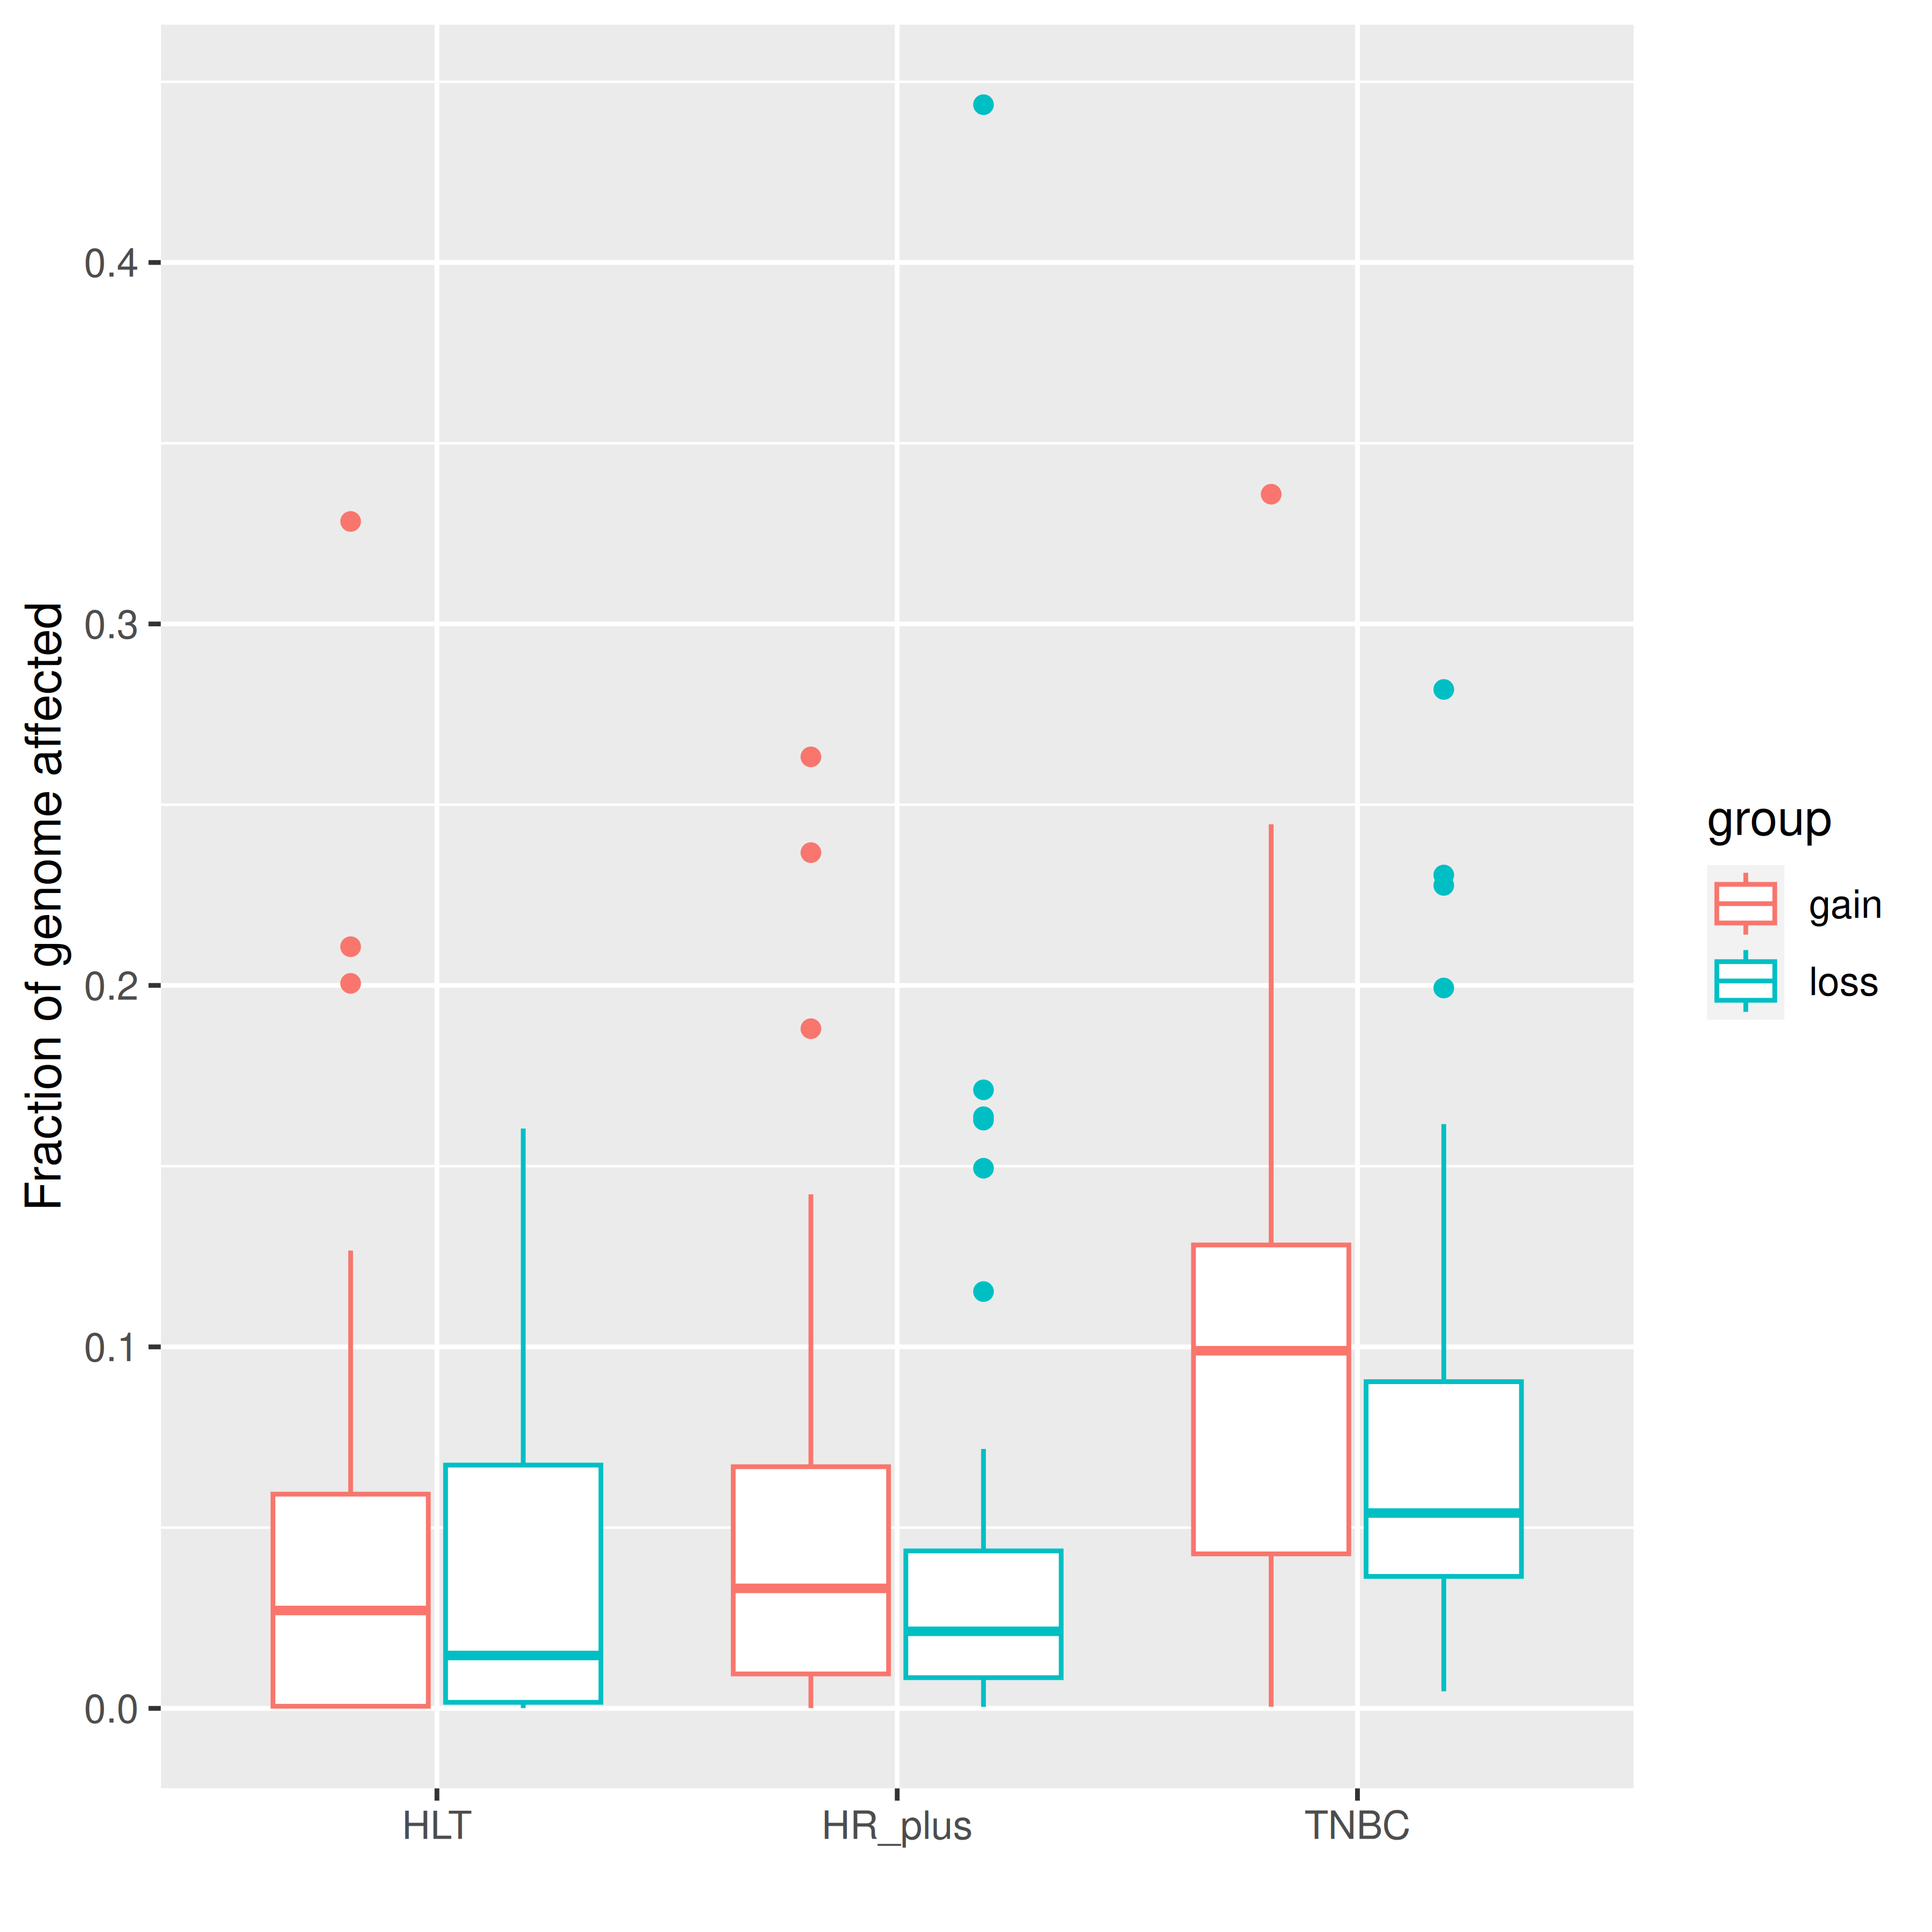 Fraction of genome affected
0.4
0.3
0.2
0.1
0.0
HLT
HR_plus
TNBC
group
gain
loss